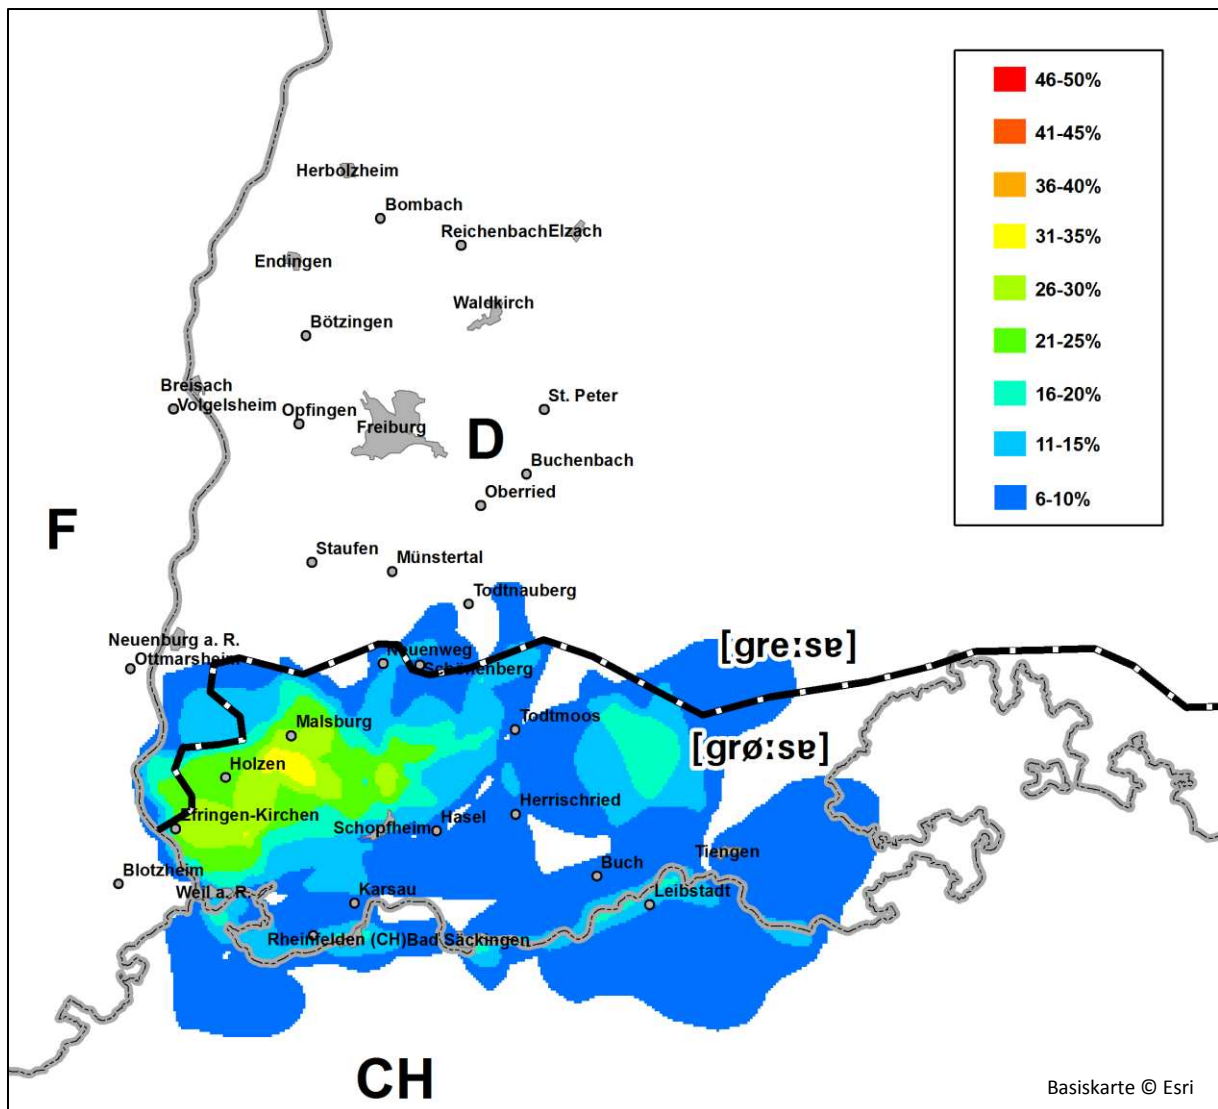 46-50%
41-45%
36-40%
31-35%
26-30%
21-25%
16-20%
11-15%
6-10%
Herbolzheim
Bombach
Reichenbach
Elzach
Endingen
Waldkirch
Bötzingen
Breisach
Volgelsheim
Opfingen
Freiburg
St. Peter
D
Buchenbach
Oberried
F
Staufen
Münstertal
Todtnauberg
Neuenburg a. R.
Ottmarsheim
Neuenweg
Schönenberg
[greːsɐ]
Malsburg
Todtmoos
[grøːsɐ]
Holzen
Efringen-Kirchen
Schopfheim
Hasel
Herrischried
Blotzheim
Weil a. R.
Karsau
Buch
Tiengen
Leibstadt
Rheinfelden (CH)
Bad Säckingen
CH
Basiskarte © Esri